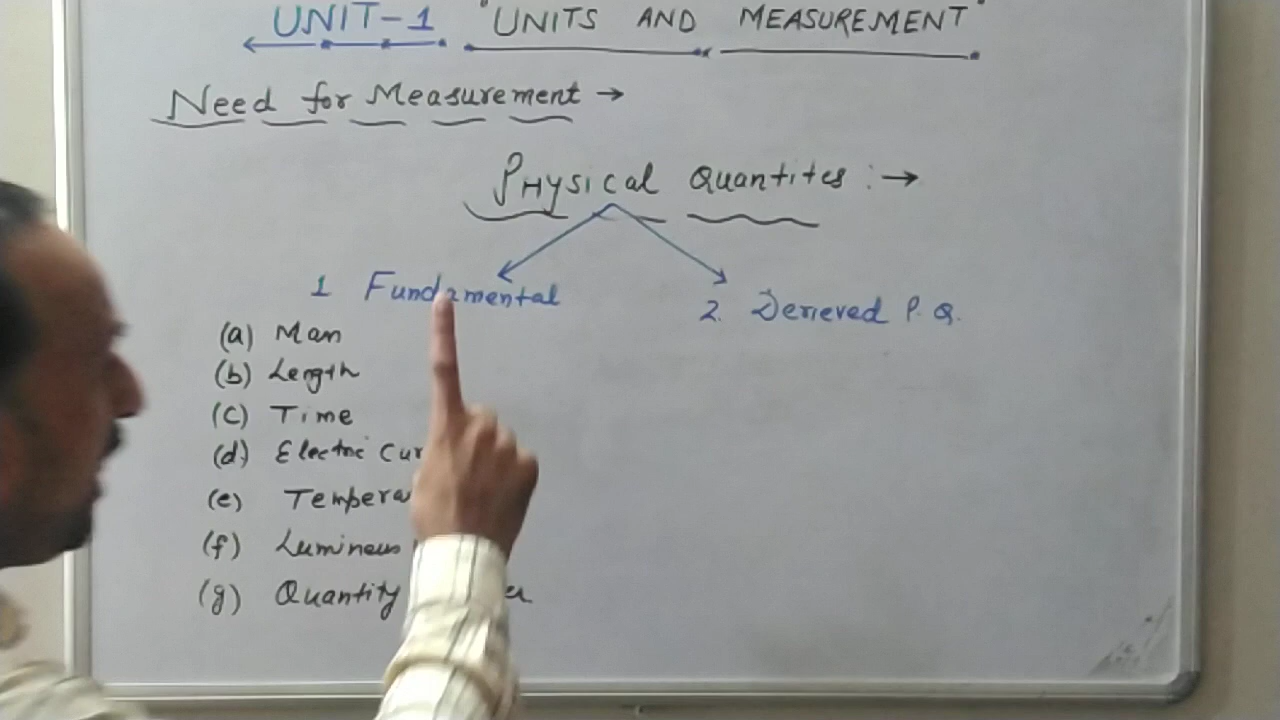 UNIT-1 "UNITS AND MEASUREMENT"
Need for Measurement →
Physical Quantites :→
1 Fundamental
2. Derieved P. Q.
(a) Man
(b) Length
(c) Time
(d) Electric Cur
(e) Tempera
(f) Luminous
(g) Quantity